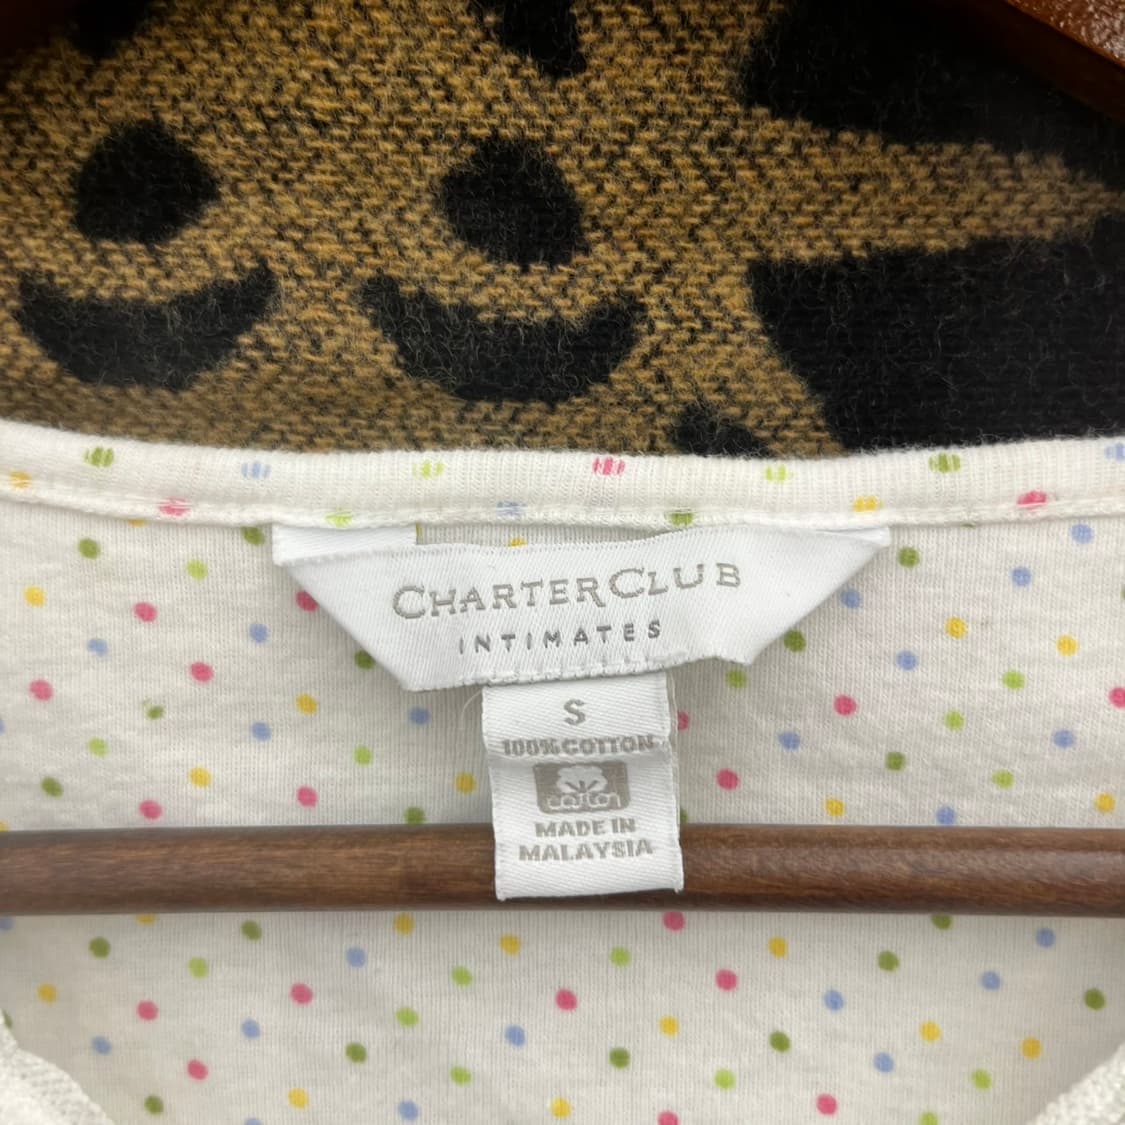 CHARTER CLUB
INTIMATES
S
100% COTTON
cotton
MADE IN
MALAYSIA